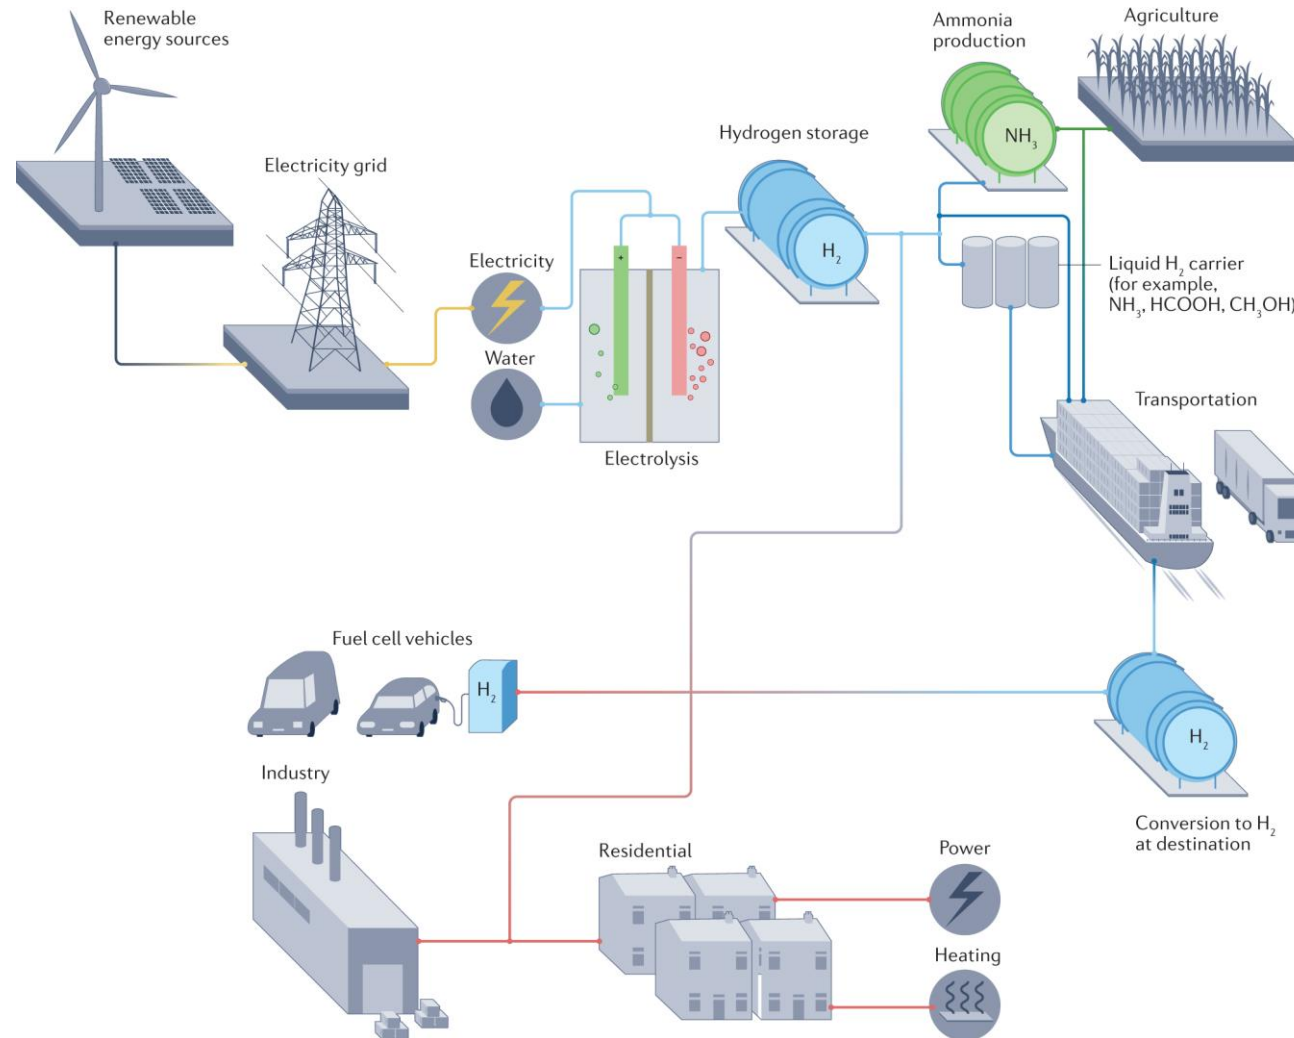 Renewable
energy sources
Electricity grid
Electricity
Water
+
−
Electrolysis
Hydrogen storage
H₂
Ammonia
production
NH₃
Agriculture
Liquid H₂ carrier
(for example,
NH₃, HCOOH, CH₃OH)
Transportation
Fuel cell vehicles
H₂
H₂
Conversion to H₂
at destination
Industry
Residential
Power
Heating